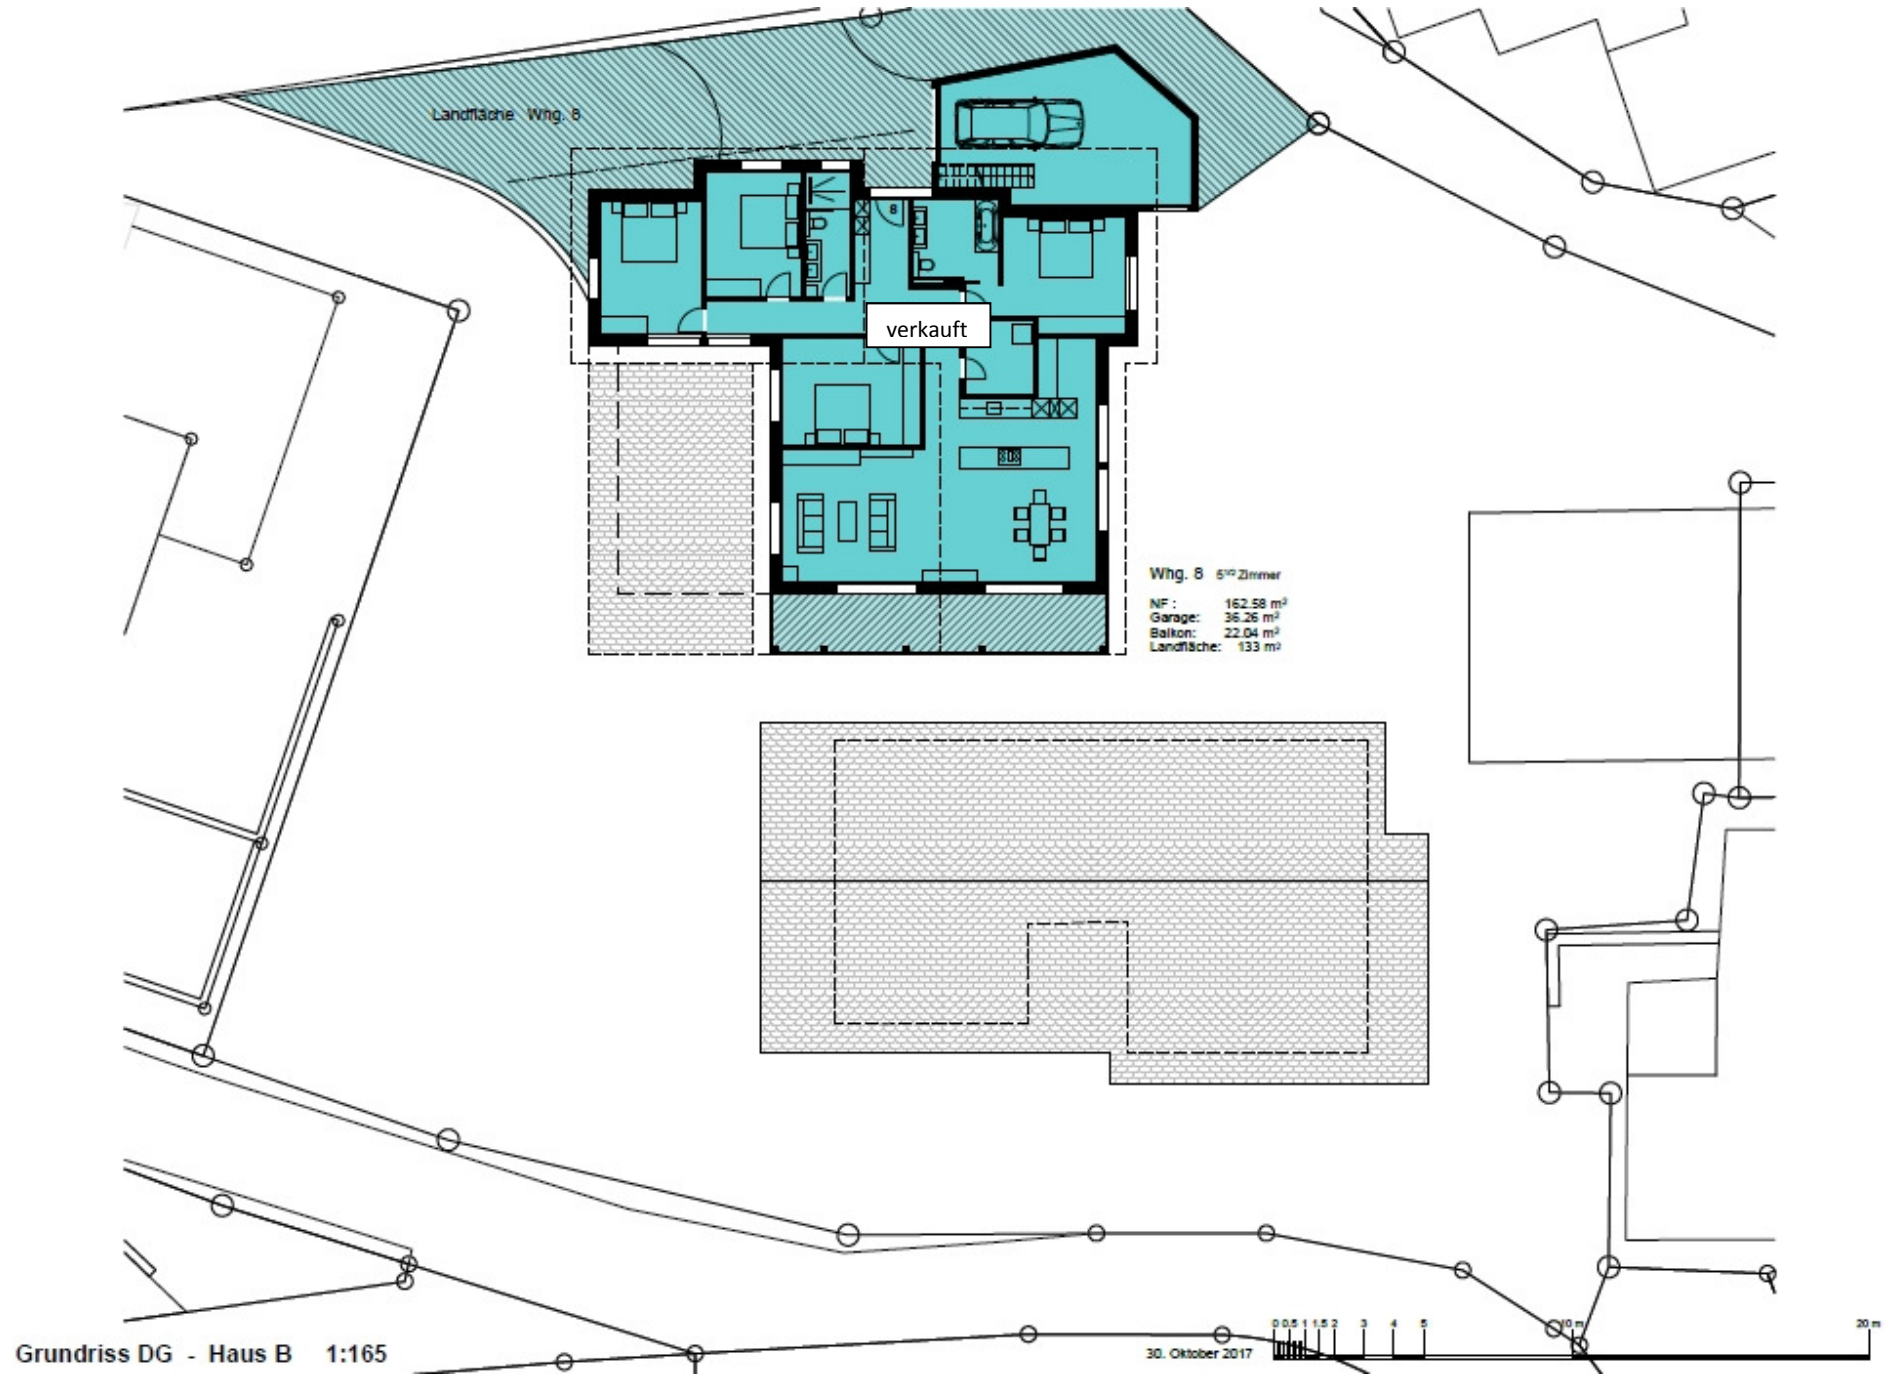 Landfläche Whg. 8
8
verkauft
Whg. 8 5½ Zimmer
NF : 162.58 m²
Garage: 36.26 m²
Balkon: 22.04 m²
Landfläche: 133 m²
0 0.5 1 1.5 2 3 4 5 10 m 20 m
Grundriss DG - Haus B 1:165
30. Oktober 2017